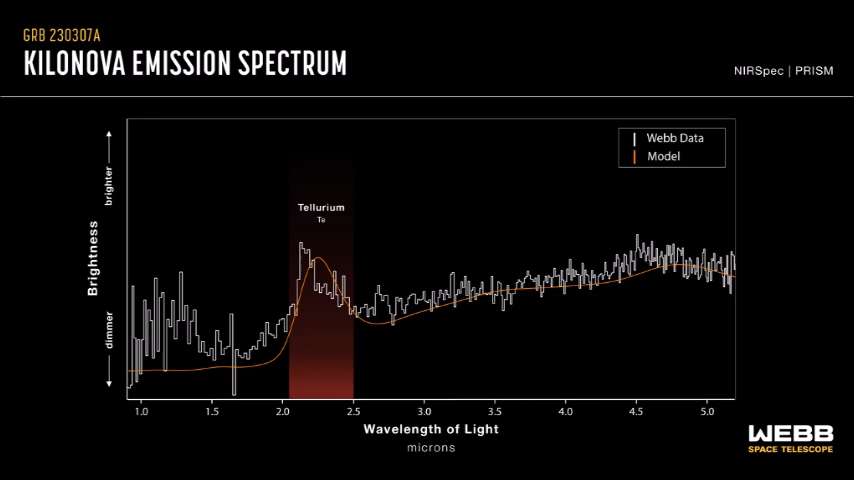 GRB 230307A
KILONOVA EMISSION SPECTRUM
NIRSpec | PRISM
Webb Data
Model
Tellurium
Te
brighter
Brightness
dimmer
1.0 1.5 2.0 2.5 3.0 3.5 4.0 4.5 5.0
Wavelength of Light
microns
WEBB
SPACE TELESCOPE